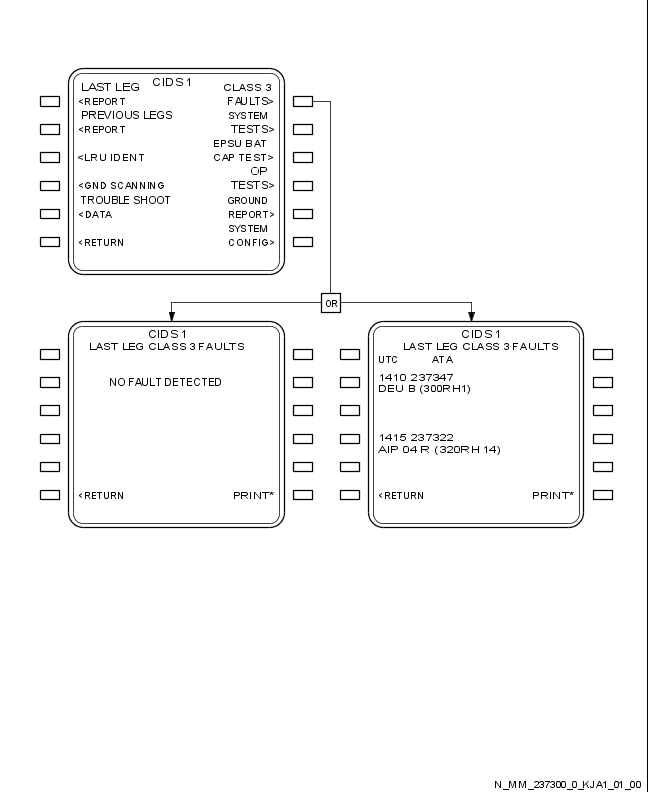 CIDS 1
LAST LEG CLASS 3
<REPORT FAULTS>
PREVIOUS LEGS SYSTEM
<REPORT TESTS>
EPSU BAT
<LRU IDENT CAP TEST>
OP
<GND SCANNING TESTS>
TROUBLE SHOOT GROUND
<DATA REPORT>
SYSTEM
<RETURN CONFIG>
OR
CIDS 1
LAST LEG CLASS 3 FAULTS
NO FAULT DETECTED
<RETURN PRINT*
CIDS 1
LAST LEG CLASS 3 FAULTS
UTC ATA
1410 237347
DEU B (300RH1)
1415 237322
AIP 04 R (320RH 14)
<RETURN PRINT*
N_MM_237300_0_KJA1_01_00